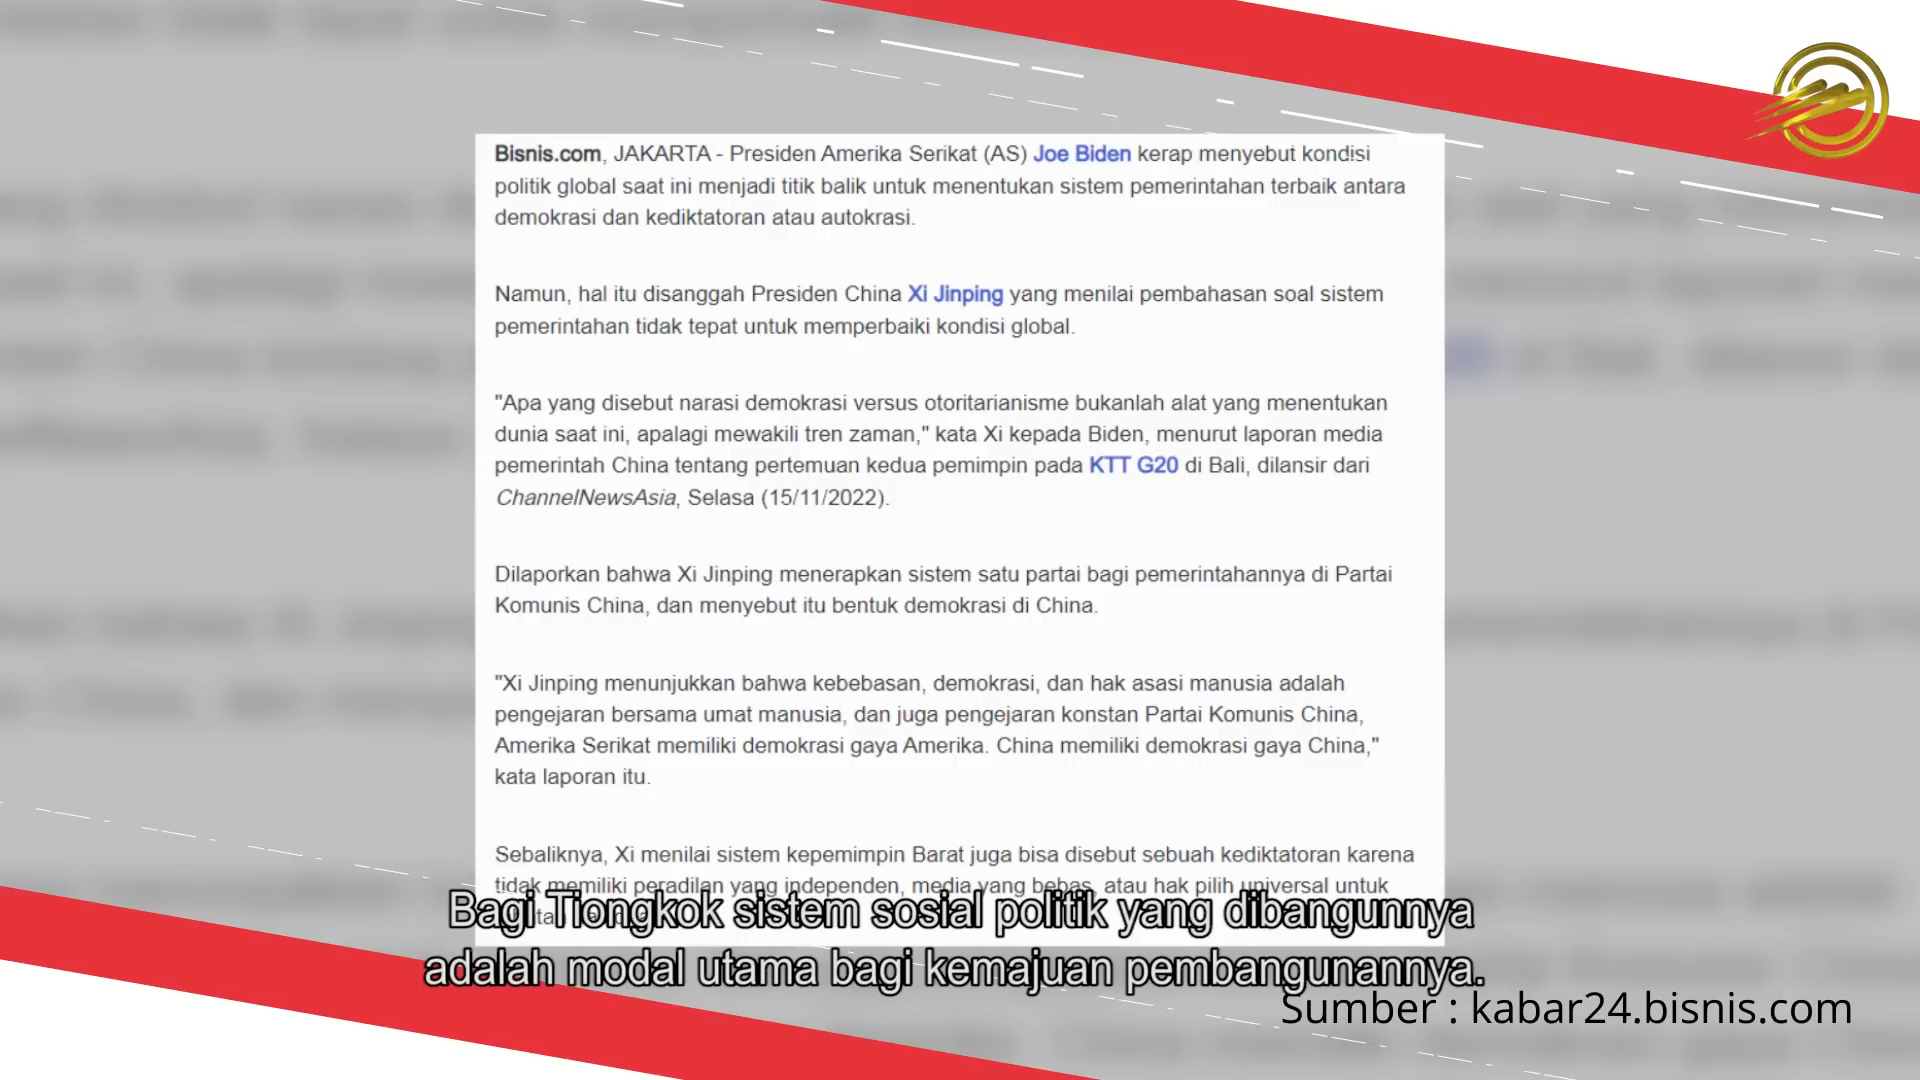 Bisnis.com, JAKARTA - Presiden Amerika Serikat (AS) Joe Biden kerap menyebut kondisi
politik global saat ini menjadi titik balik untuk menentukan sistem pemerintahan terbaik antara
demokrasi dan kediktatoran atau autokrasi.
Namun, hal itu disanggah Presiden China Xi Jinping yang menilai pembahasan soal sistem
pemerintahan tidak tepat untuk memperbaiki kondisi global.
"Apa yang disebut narasi demokrasi versus otoritarianisme bukanlah alat yang menentukan
dunia saat ini, apalagi mewakili tren zaman," kata Xi kepada Biden, menurut laporan media
pemerintah China tentang pertemuan kedua pemimpin pada KTT G20 di Bali, dilansir dari
ChannelNewsAsia, Selasa (15/11/2022).
Dilaporkan bahwa Xi Jinping menerapkan sistem satu partai bagi pemerintahannya di Partai
Komunis China, dan menyebut itu bentuk demokrasi di China.
"Xi Jinping menunjukkan bahwa kebebasan, demokrasi, dan hak asasi manusia adalah
pengejaran bersama umat manusia, dan juga pengejaran konstan Partai Komunis China,
Amerika Serikat memiliki demokrasi gaya Amerika. China memiliki demokrasi gaya China,"
kata laporan itu.
Sebaliknya, Xi menilai sistem kepemimpin Barat juga bisa disebut sebuah kediktatoran karena
tidak memiliki peradilan yang independen, media yang bebas, atau hak pilih universal untuk
Bagi Tiongkok sistem sosial politik yang dibangunnya
adalah modal utama bagi kemajuan pembangunannya.
Sumber : kabar24.bisnis.com